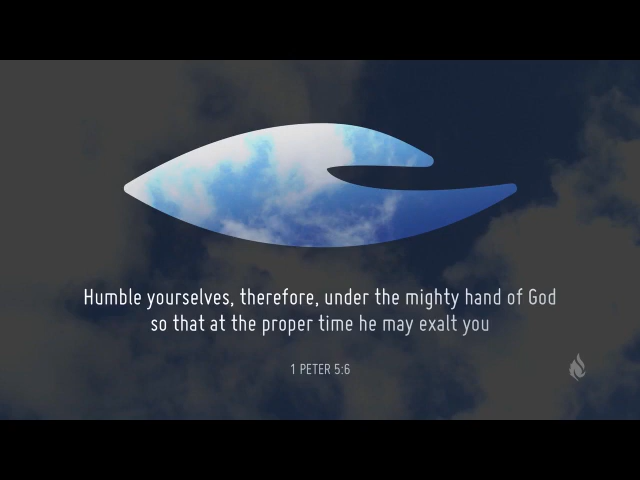 Humble yourselves, therefore, under the mighty hand of God
so that at the proper time he may exalt you
1 PETER 5:6